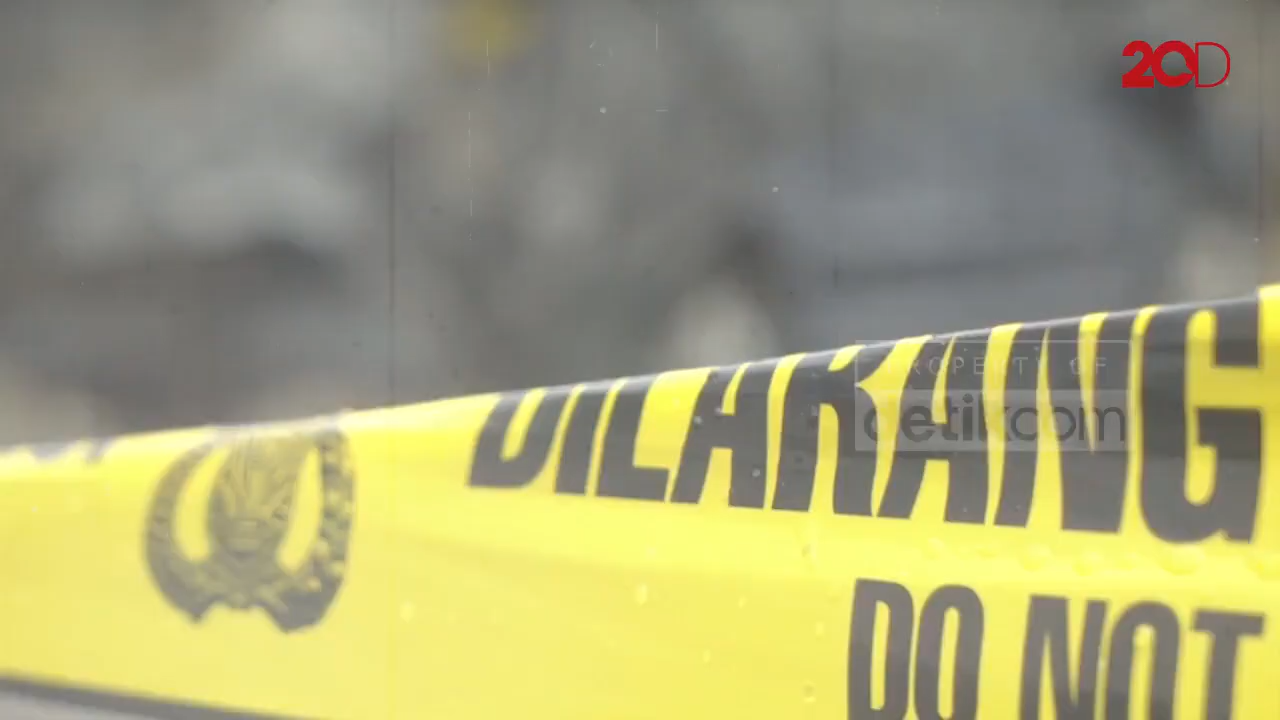 20D
DILARANG
PROPERTY OF
detikcom
DO NOT